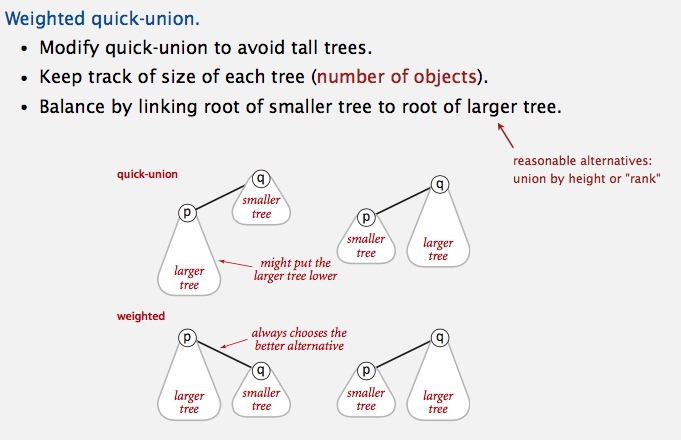 Weighted quick-union.
• Modify quick-union to avoid tall trees.
• Keep track of size of each tree (number of objects).
• Balance by linking root of smaller tree to root of larger tree.
reasonable alternatives:
union by height or "rank"
quick-union
q
smaller
tree
p
larger
tree
might put the
larger tree lower
q
p
smaller
tree
larger
tree
weighted
p
always chooses the
better alternative
q
larger
tree
smaller
tree
q
p
smaller
tree
larger
tree